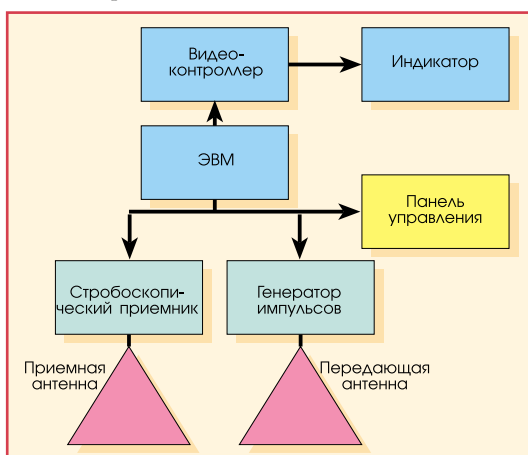 Видео-
контроллер
Индикатор
ЭВМ
Панель
управления
Стробоскопи-
ческий приемник
Генератор
импульсов
Приемная
антенна
Передающая
антенна